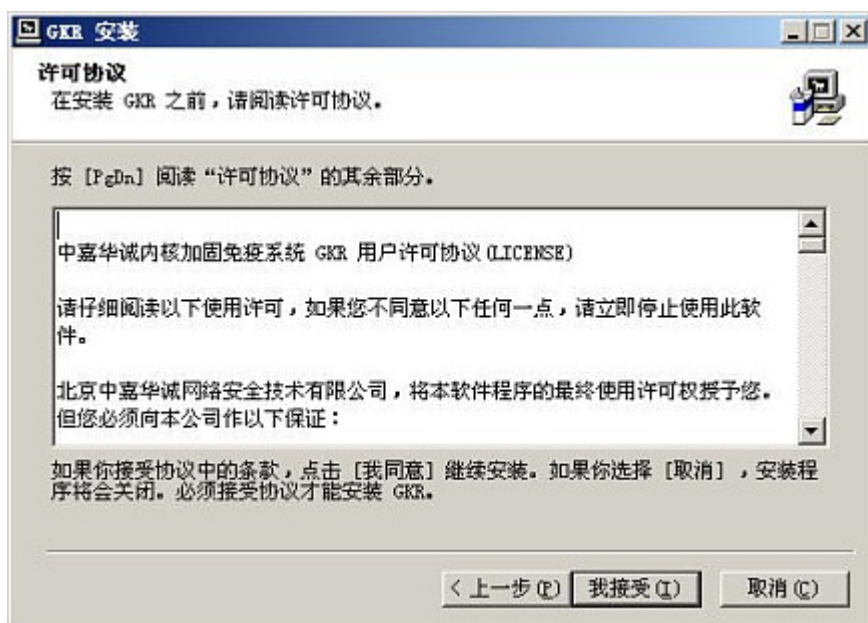 GKR 安装
许可协议
在安装 GKR 之前，请阅读许可协议。
按 [PgDn] 阅读“许可协议”的其余部分。
中嘉华诚内核加固免疫系统 GKR 用户许可协议(LICENSE)
请仔细阅读以下使用许可，如果您不同意以下任何一点，请立即停止使用此软
件。
北京中嘉华诚网络安全技术有限公司，将本软件程序的最终使用许可权授予您。
但您必须向本公司作以下保证：
如果你接受协议中的条款，点击 [我同意] 继续安装。如果你选择 [取消] ，安装程
序将会关闭。必须接受协议才能安装 GKR。
< 上一步(P) 我接受(I) 取消(C)